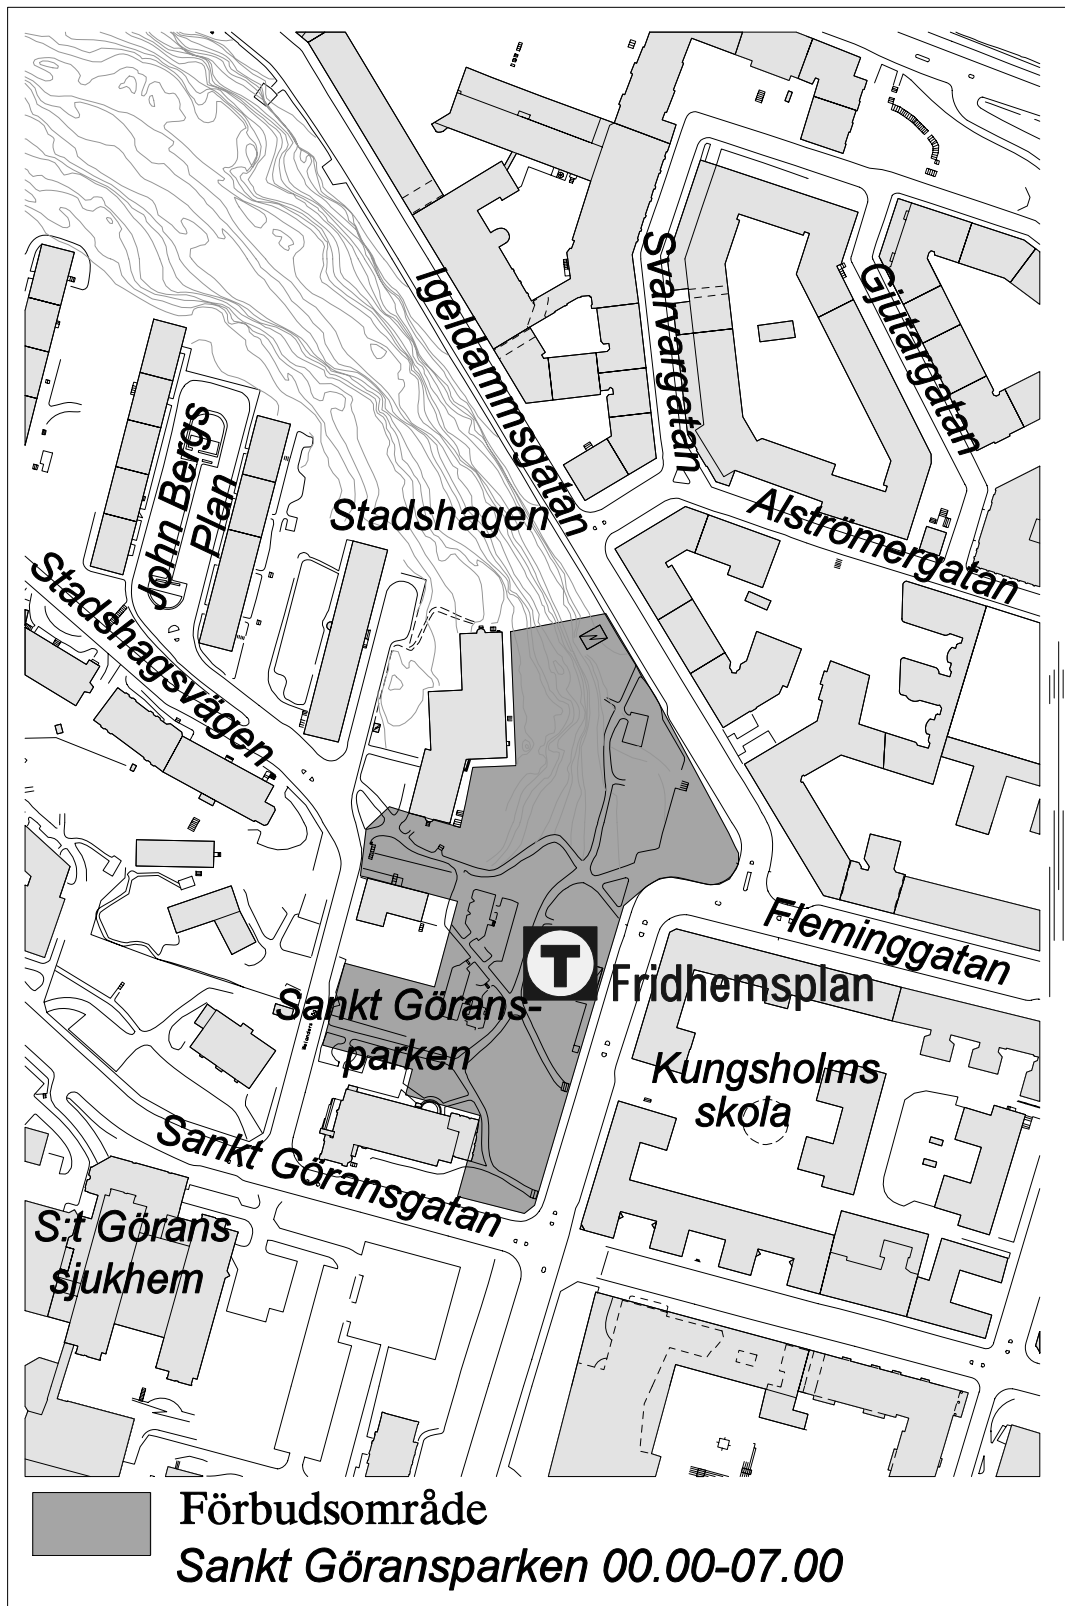 Igeldammsgatan
Svarvargatan
Gjutargatan
John Bergs
Plan
Stadshagen
Alströmergatan
Stadshagsvägen
Fleminggatan
T Fridhemsplan
Sankt Görans-
parken
Kungsholms
skola
Sankt Göransgatan
S:t Görans
sjukhem
Förbudsområde
Sankt Göransparken 00.00-07.00